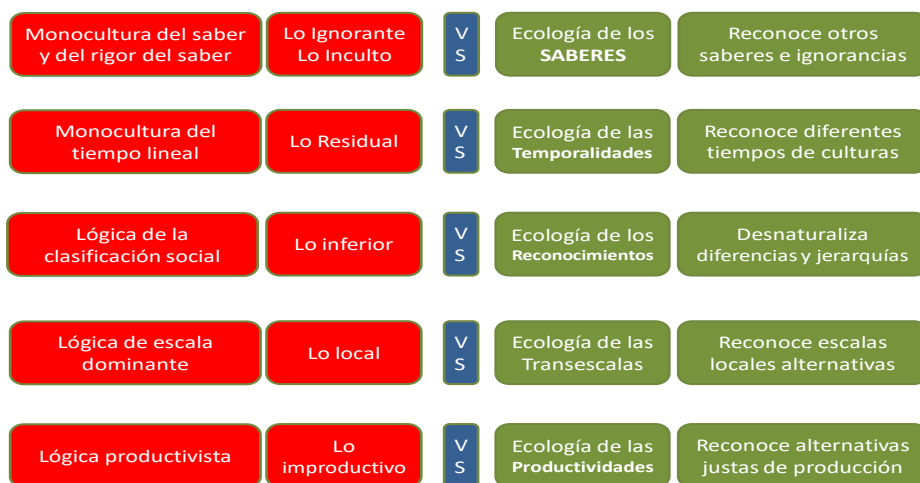 Monocultura del saber
y del rigor del saber
Lo Ignorante
Lo Inculto
V
S
Ecología de los
SABERES
Reconoce otros
saberes e ignorancias
Monocultura del
tiempo lineal
Lo Residual
V
S
Ecología de las
Temporalidades
Reconoce diferentes
tiempos de culturas
Lógica de la
clasificación social
Lo inferior
V
S
Ecología de los
Reconocimientos
Desnaturaliza
diferencias y jerarquías
Lógica de escala
dominante
Lo local
V
S
Ecología de las
Transescalas
Reconoce escalas
locales alternativas
Lógica productivista
Lo
improductivo
V
S
Ecología de las
Productividades
Reconoce alternativas
justas de producción